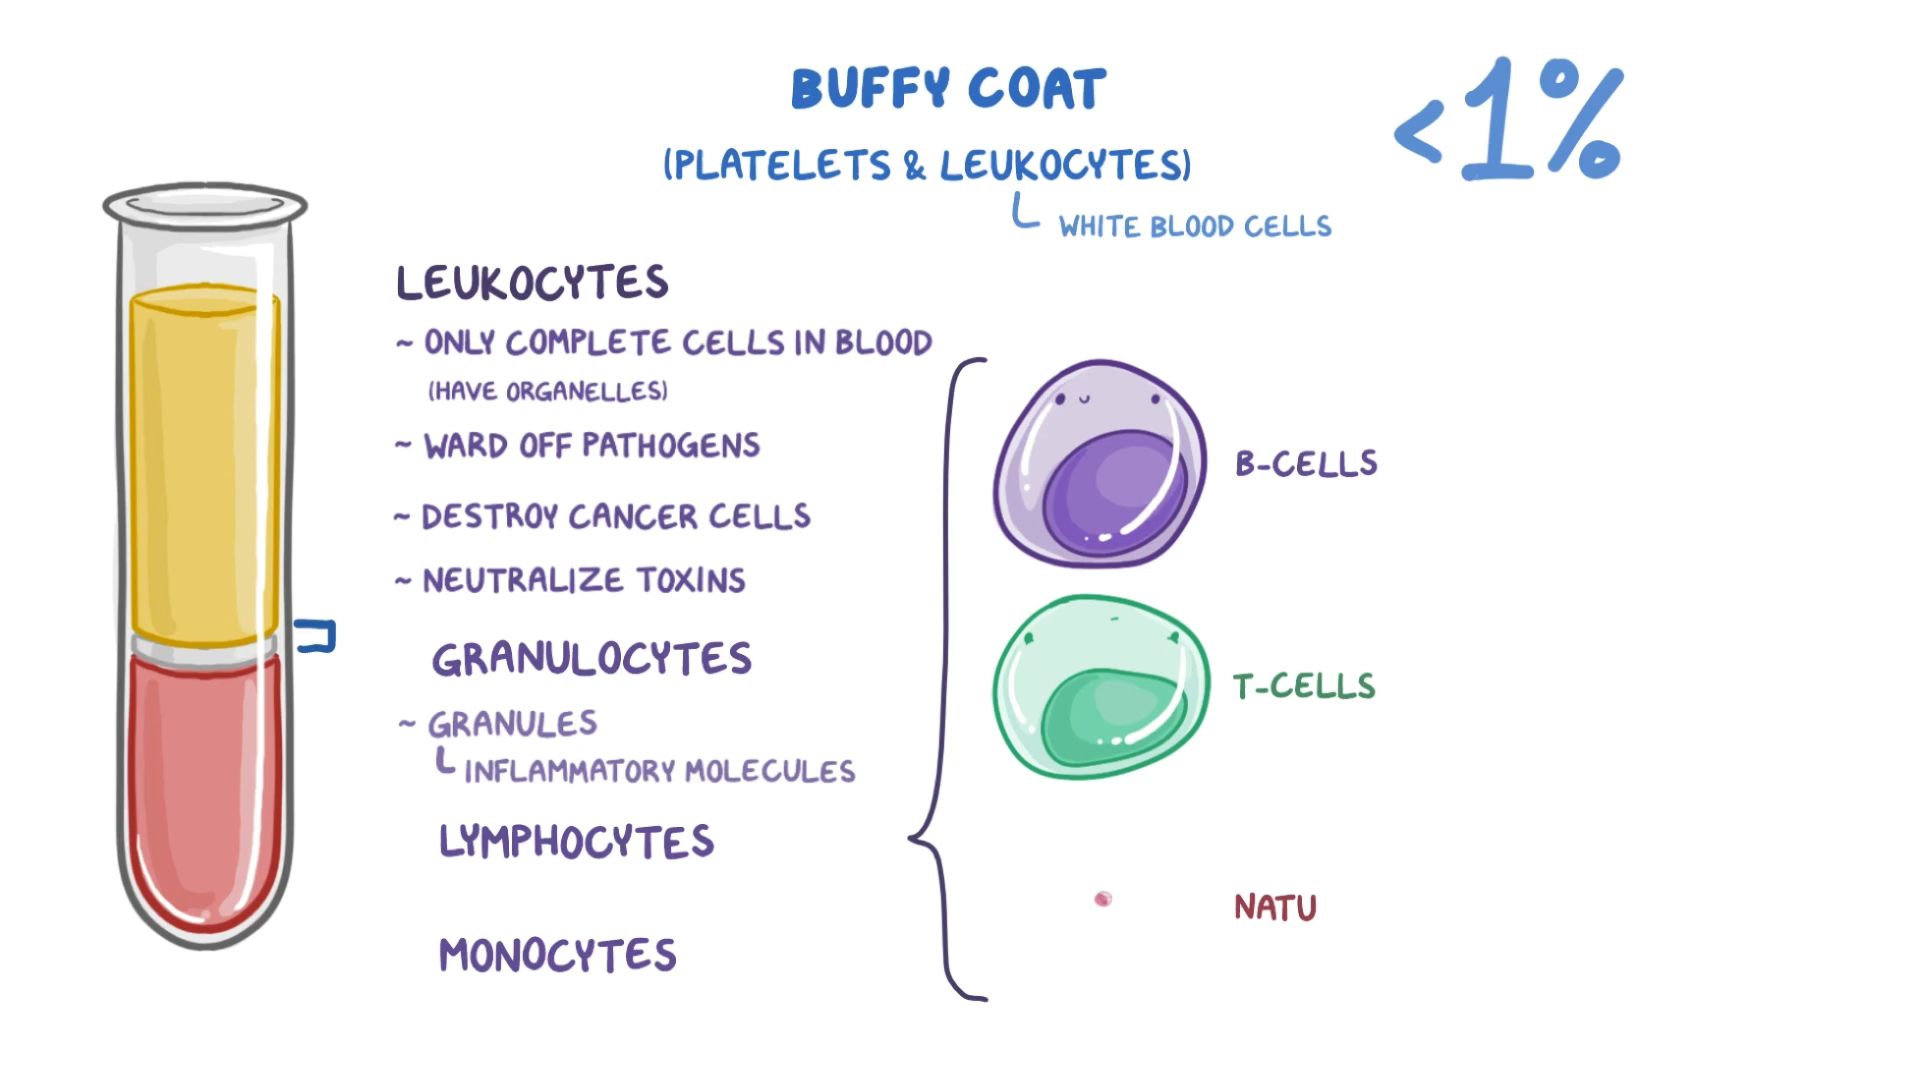 BUFFY COAT
<1%
(PLATELETS & LEUKOCYTES)
WHITE BLOOD CELLS
LEUKOCYTES
~ ONLY COMPLETE CELLS IN BLOOD
(HAVE ORGANELLES)
~ WARD OFF PATHOGENS
~ DESTROY CANCER CELLS
~ NEUTRALIZE TOXINS
GRANULOCYTES
~ GRANULES
INFLAMMATORY MOLECULES
LYMPHOCYTES
MONOCYTES
B-CELLS
T-CELLS
NATU